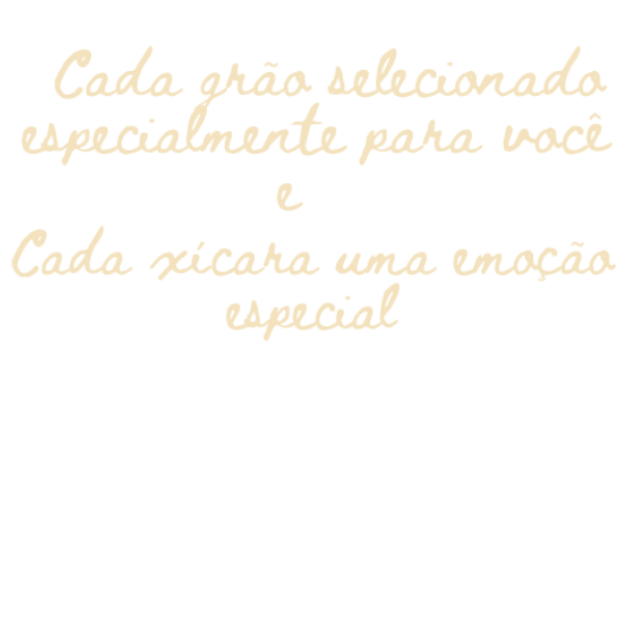 Cada grão selecionado
especialmente para você
e
Cada xícara uma emoção
especial